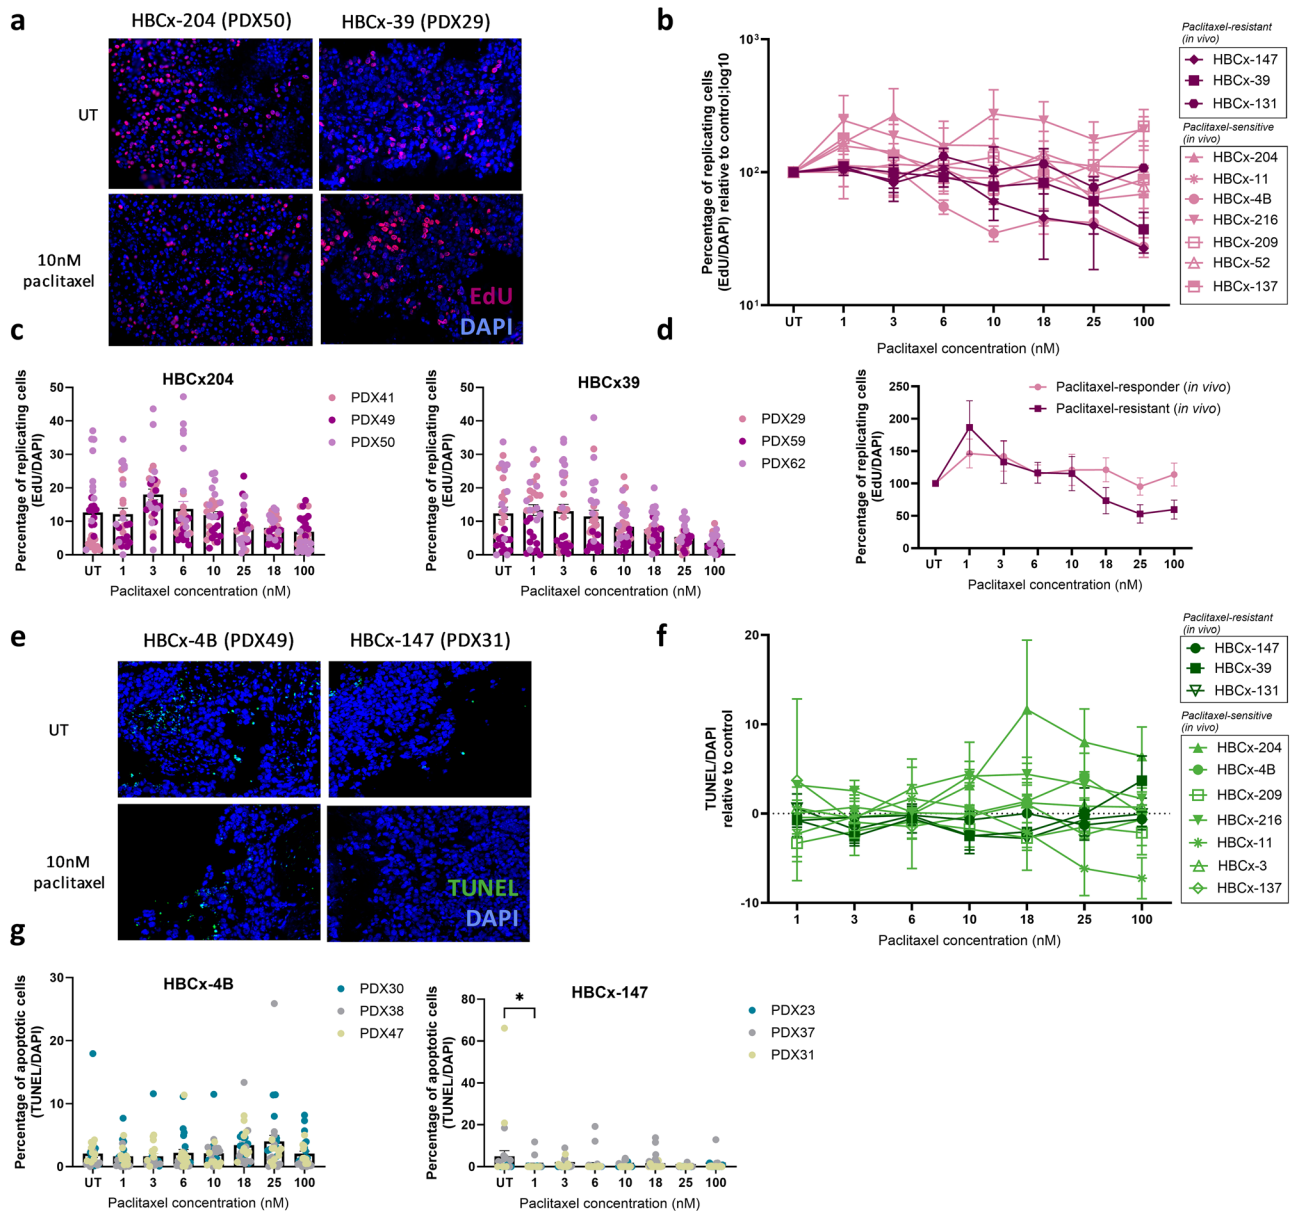 a
HBCx-204 (PDX50)
HBCx-39 (PDX29)
UT
10nM
paclitaxel
EdU
DAPI
b
Percentage of replicating cells
(EdU/DAPI) relative to control;log10
10³
10²
10¹
UT 1 3 6 10 18 25 100
Paclitaxel concentration (nM)
Paclitaxel-resistant
(in vivo)
HBCx-147
HBCx-39
HBCx-131
Paclitaxel-sensitive
(in vivo)
HBCx-204
HBCx-11
HBCx-4B
HBCx-216
HBCx-209
HBCx-52
HBCx-137
c
HBCx204
Percentage of replicating cells
(EdU/DAPI)
50
40
30
20
10
0
UT 1 3 6 10 25 18 100
Paclitaxel concentration (nM)
PDX41
PDX49
PDX50
HBCx39
Percentage of replicating cells
(EdU/DAPI)
50
40
30
20
10
0
UT 1 3 6 10 18 25 100
Paclitaxel concentration (nM)
PDX29
PDX59
PDX62
d
Percentage of replicating cells
(EdU/DAPI)
250
200
150
100
50
0
UT 1 3 6 10 18 25 100
Paclitaxel concentration (nM)
Paclitaxel-responder (in vivo)
Paclitaxel-resistant (in vivo)
e
HBCx-4B (PDX49)
HBCx-147 (PDX31)
UT
10nM
paclitaxel
TUNEL
DAPI
f
TUNEL/DAPI
relative to control
20
10
0
-10
1 3 6 10 18 25 100
Paclitaxel concentration (nM)
Paclitaxel-resistant
(in vivo)
HBCx-147
HBCx-39
HBCx-131
Paclitaxel-sensitive
(in vivo)
HBCx-204
HBCx-4B
HBCx-209
HBCx-216
HBCx-11
HBCx-3
HBCx-137
g
HBCx-4B
Percentage of apoptotic cells
(TUNEL/DAPI)
30
20
10
0
UT 1 3 6 10 18 25 100
Paclitaxel concentration (nM)
PDX30
PDX38
PDX47
HBCx-147
Percentage of apoptotic cells
(TUNEL/DAPI)
80
60
40
20
0
*
UT 1 3 6 10 18 25 100
Paclitaxel concentration (nM)
PDX23
PDX37
PDX31